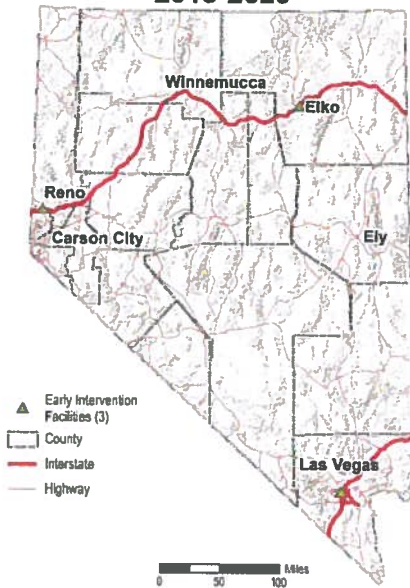 Winnemucca
Elko
Reno
Carson City
Ely
Early Intervention
Facilities (3)
County
Interstate
Highway
Las Vegas
Miles
0 50 100